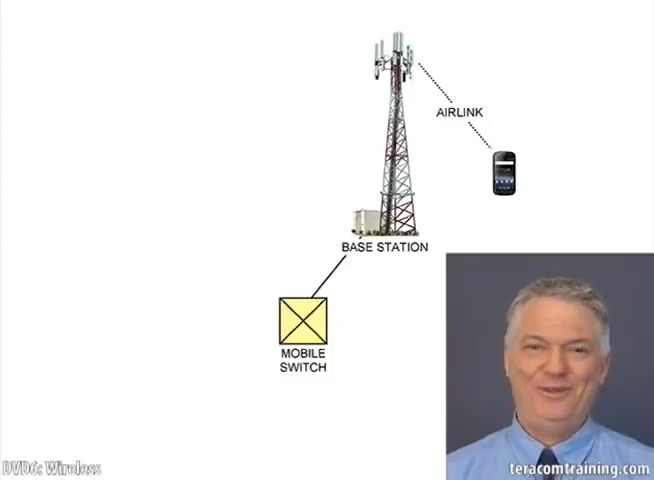 AIRLINK
BASE STATION
MOBILE
SWITCH
DVD6: Wireless
teracomtraining.com